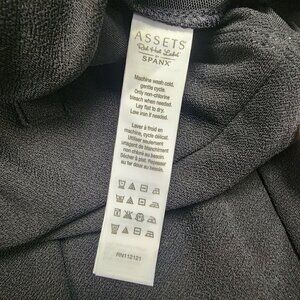 ASSETS
Red Hot Label
SPANX®
Machine wash cold,
gentle cycle.
Only non-chlorine
bleach when needed.
Lay flat to dry.
Low iron if needed.
Laver à froid en
machine, cycle délicat.
Utiliser seulement
un agent de blanchiment
non chloré au besoin.
Sécher à plat. Repasser
au fer doux au besoin.
RN112121